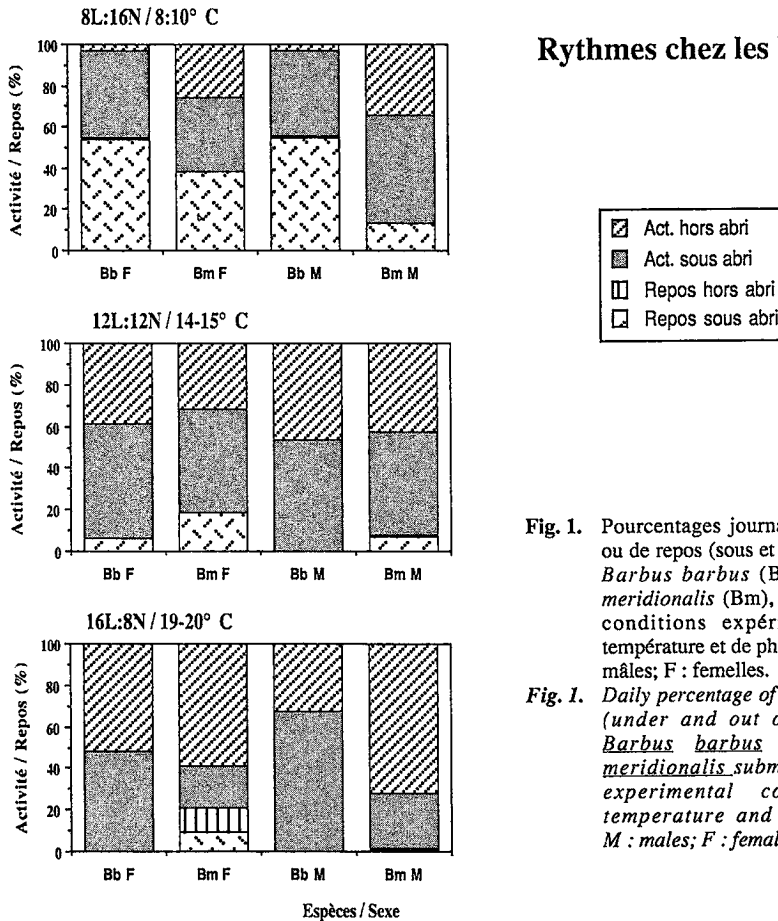 8L:16N / 8:10° C
Rythmes chez les
Activité / Repos (%)
100
80
60
40
20
0
Bb F Bm F Bb M Bm M
Act. hors abri
Act. sous abri
Repos hors abri
Repos sous abri
12L:12N / 14-15° C
Activité / Repos (%)
100
80
60
40
20
0
Bb F Bm F Bb M Bm M
16L:8N / 19-20° C
Activité / Repos (%)
100
80
60
40
20
0
Bb F Bm F Bb M Bm M
Espèces / Sexe
Fig. 1. Pourcentages journa
ou de repos (sous et
Barbus barbus (B
meridionalis (Bm),
conditions expéri
température et de ph
mâles; F : femelles.
Fig. 1. Daily percentage of
(under and out o
Barbus barbus
meridionalis subm
experimental co
temperature and
M : males; F : femal